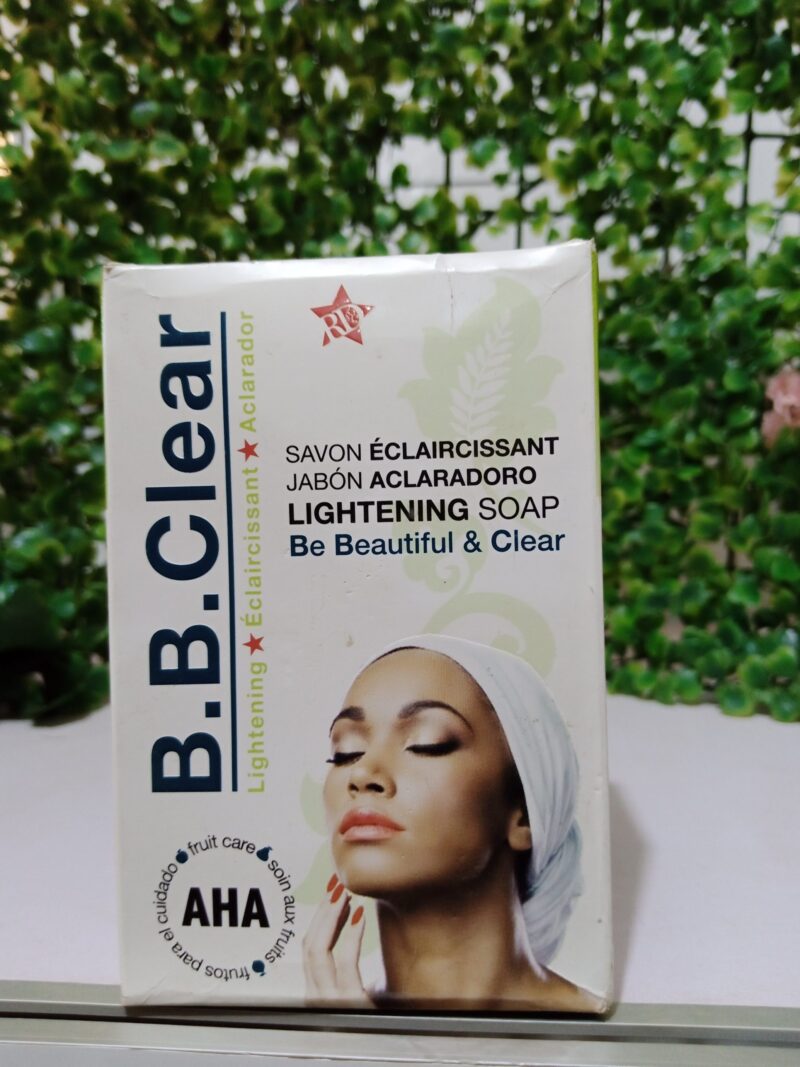 B.B.Clear
Lightening ★ Éclaircissant ★ Aclarador
SAVON ÉCLAIRCISSANT
JABÓN ACLARADORO
LIGHTENING SOAP
Be Beautiful & Clear
fruit care
soin aux fruits
frutos para el cuidado
AHA